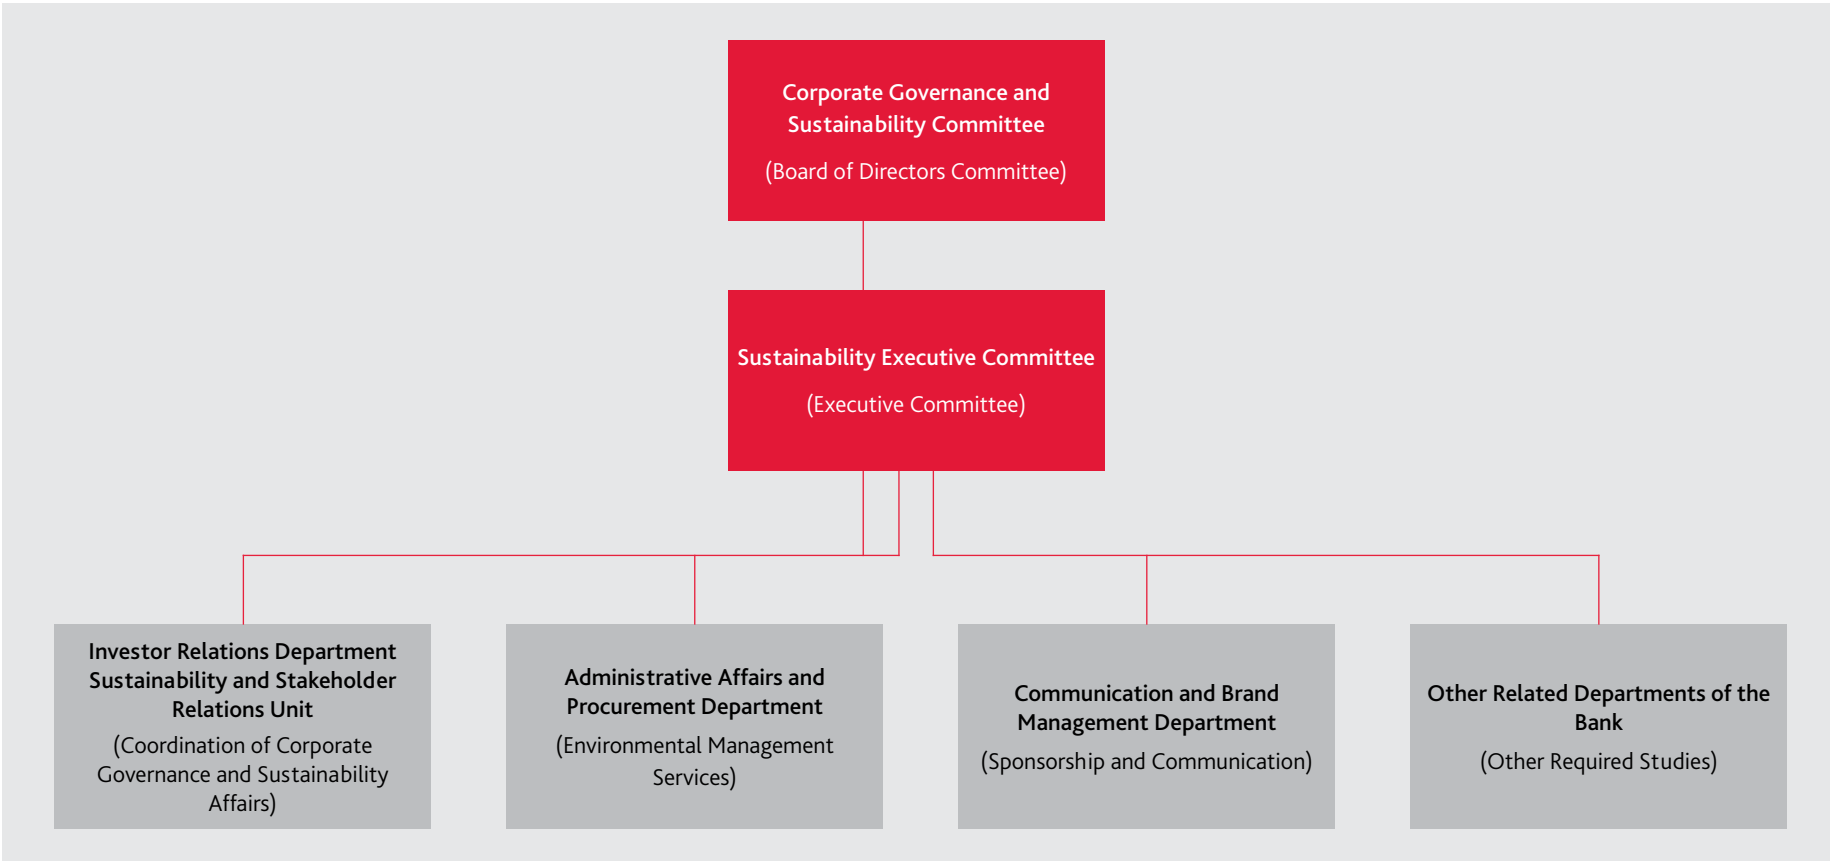 Corporate Governance and
Sustainability Committee
(Board of Directors Committee)
Sustainability Executive Committee
(Executive Committee)
Investor Relations Department
Sustainability and Stakeholder
Relations Unit
(Coordination of Corporate
Governance and Sustainability
Affairs)
Administrative Affairs and
Procurement Department
(Environmental Management
Services)
Communication and Brand
Management Department
(Sponsorship and Communication)
Other Related Departments of the
Bank
(Other Required Studies)